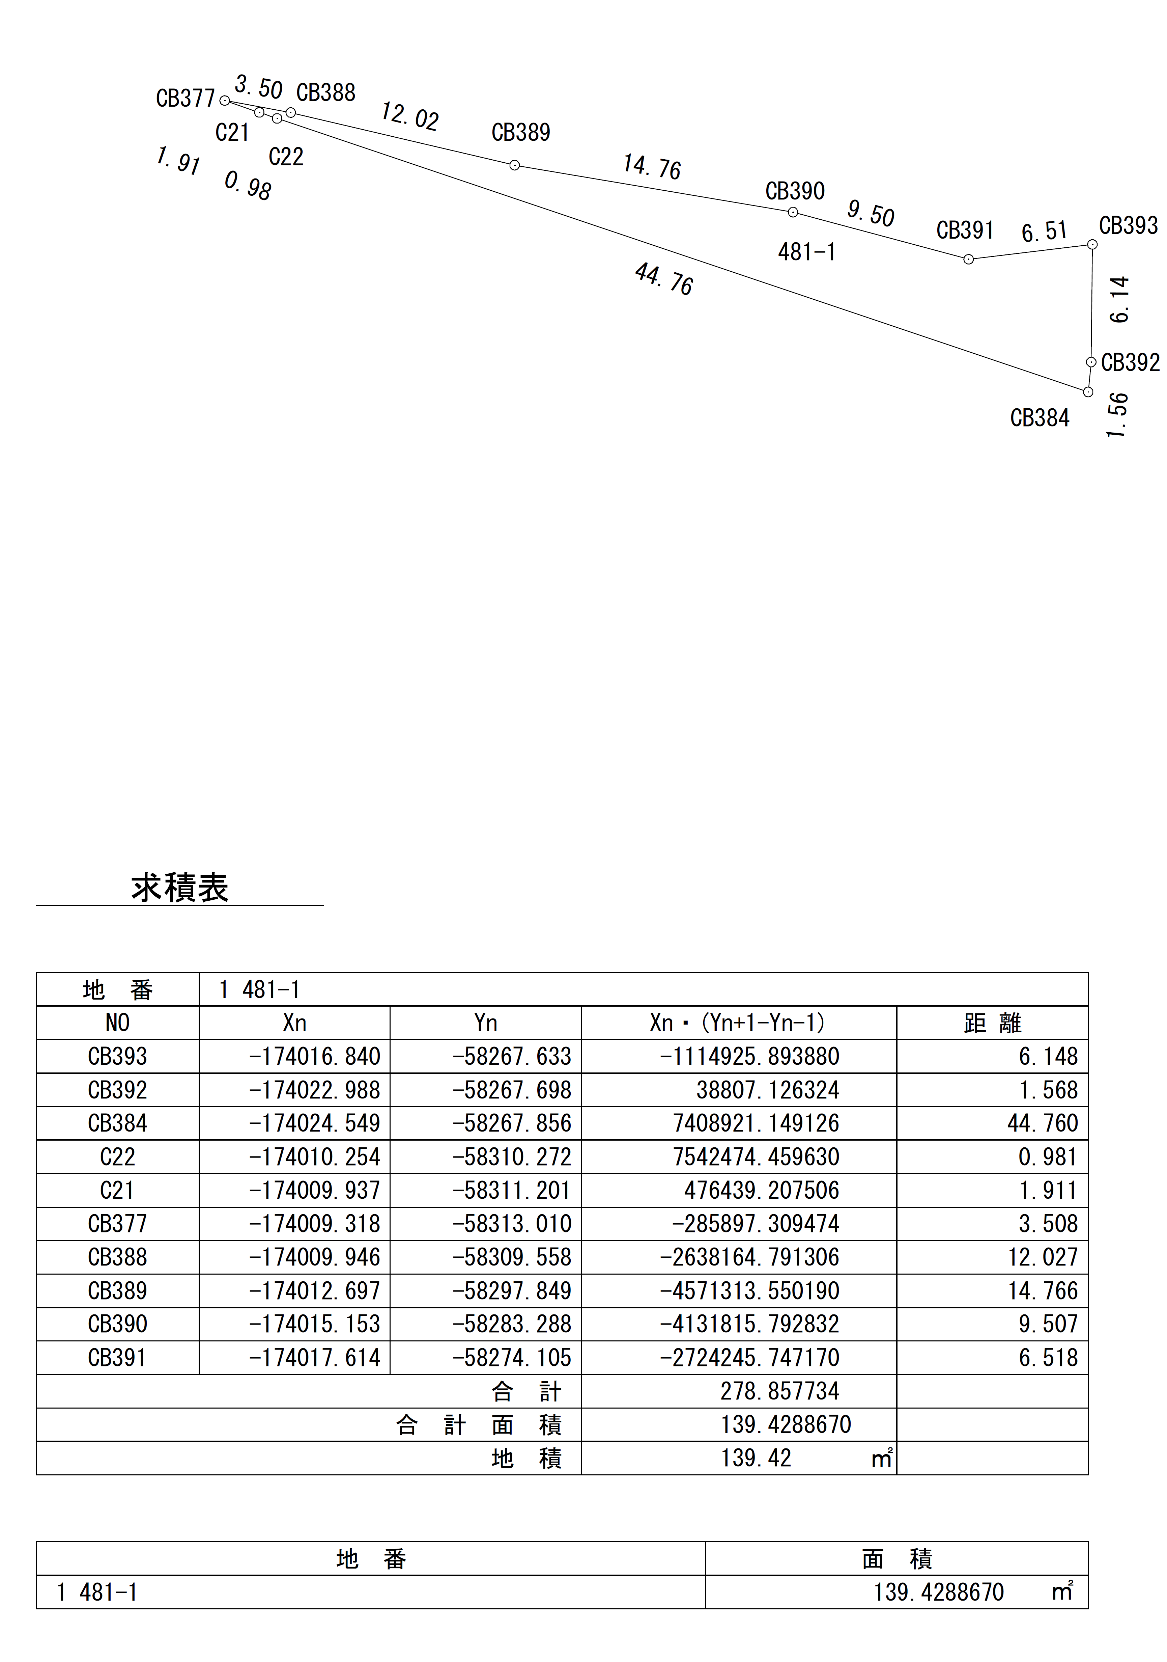 3.50
CB377
CB388
12.02
C21
CB389
C22
1.91
0.98
14.76
CB390
9.50
CB391
6.51
CB393
481-1
44.76
6.14
CB392
1.56
CB384
求積表
地 番 1 481-1
NO Xn Yn Xn・(Yn+1-Yn-1) 距 離
CB393 -174016.840 -58267.633 -1114925.893880 6.148
CB392 -174022.988 -58267.698 38807.126324 1.568
CB384 -174024.549 -58267.856 7408921.149126 44.760
C22 -174010.254 -58310.272 7542474.459630 0.981
C21 -174009.937 -58311.201 476439.207506 1.911
CB377 -174009.318 -58313.010 -285897.309474 3.508
CB388 -174009.946 -58309.558 -2638164.791306 12.027
CB389 -174012.697 -58297.849 -4571313.550190 14.766
CB390 -174015.153 -58283.288 -4131815.792832 9.507
CB391 -174017.614 -58274.105 -2724245.747170 6.518
合 計 278.857734
合 計 面 積 139.4288670
地 積 139.42 ㎡
地 番 面 積
1 481-1 139.4288670 ㎡